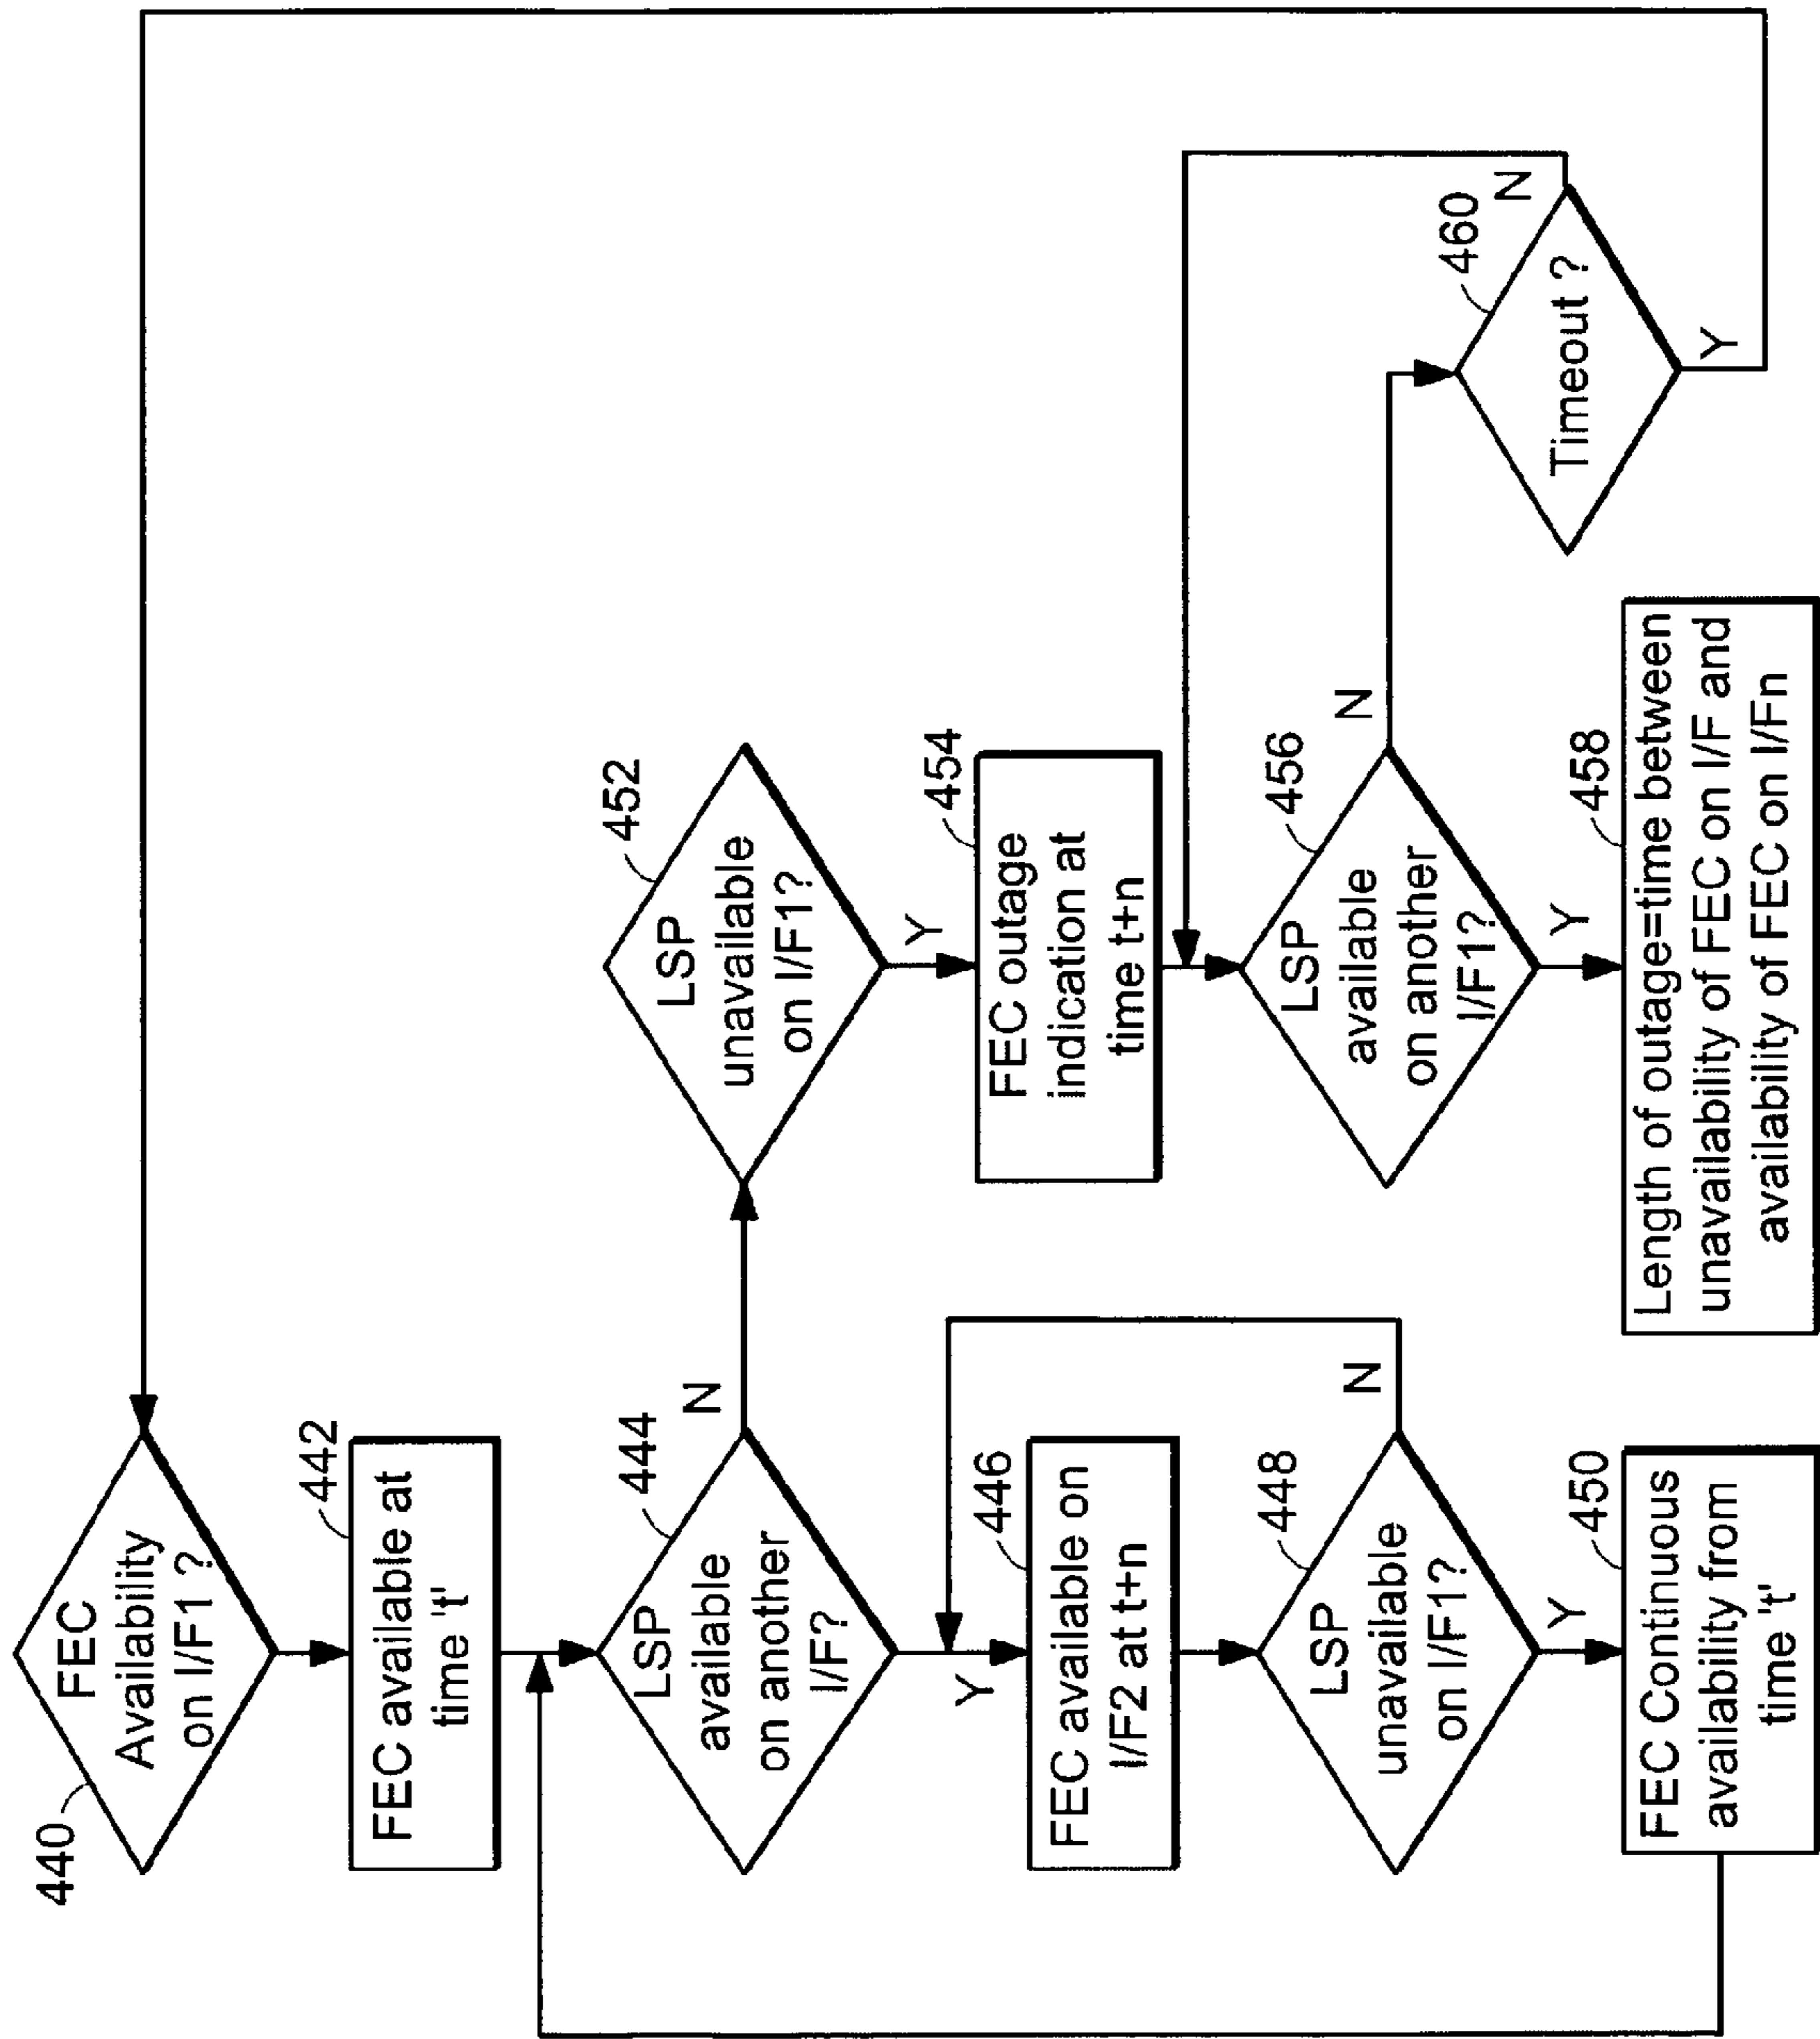 440
FEC
Availability
on I/F1 ?
442
FEC available at
time 't'
444
LSP
available
on another
I/F?
N
Y
446
FEC available on
I/F2 at t+n
448
LSP
unavailable
on I/F1?
N
Y
450
FEC Continuous
availability from
time 't'
452
LSP
unavailable
on I/F1?
Y
454
FEC outage
indication at
time t+n
456
LSP
available
on another
I/F1?
N
Y
458
Length of outage=time between
unavailability of FEC on I/F and
availability of FEC on I/Fn
460
Timeout ?
N
Y